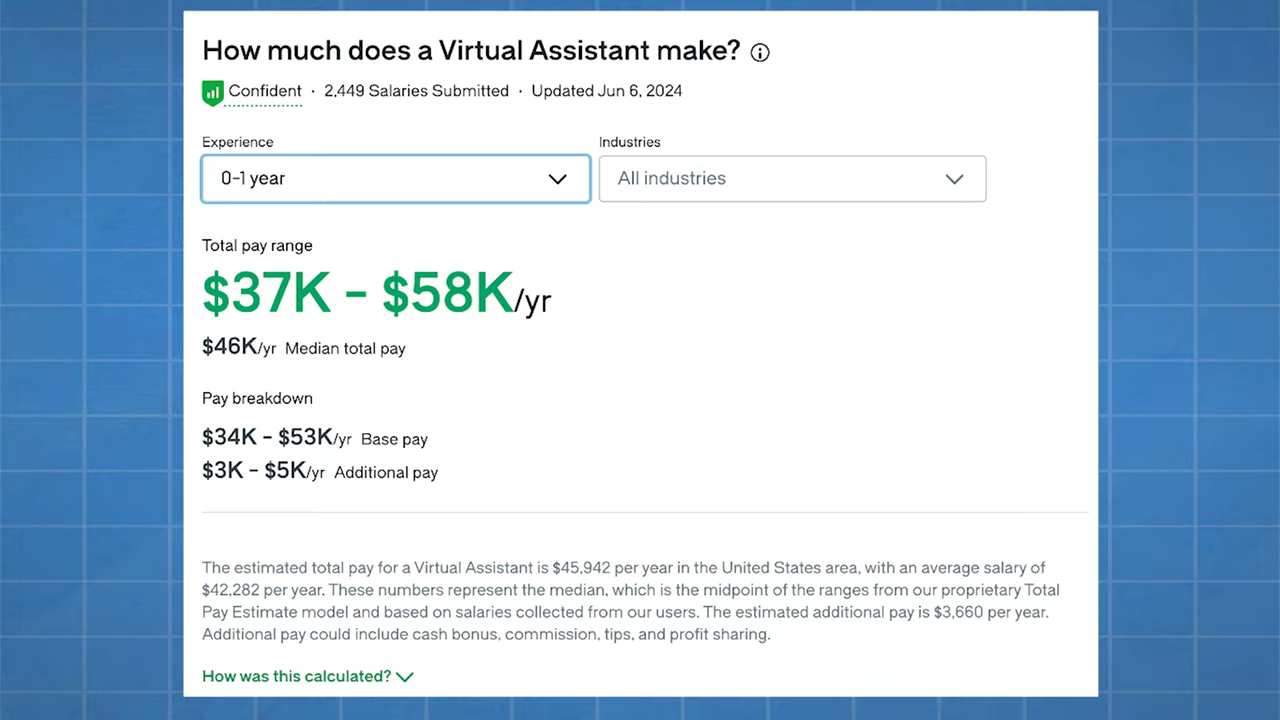 How much does a Virtual Assistant make?
Confident · 2,449 Salaries Submitted · Updated Jun 6, 2024
Experience
Industries
0-1 year
All industries
Total pay range
$37K - $58K/yr
$46K/yr Median total pay
Pay breakdown
$34K - $53K/yr Base pay
$3K - $5K/yr Additional pay
The estimated total pay for a Virtual Assistant is $45,942 per year in the United States area, with an average salary of
$42,282 per year. These numbers represent the median, which is the midpoint of the ranges from our proprietary Total
Pay Estimate model and based on salaries collected from our users. The estimated additional pay is $3,660 per year.
Additional pay could include cash bonus, commission, tips, and profit sharing.
How was this calculated?